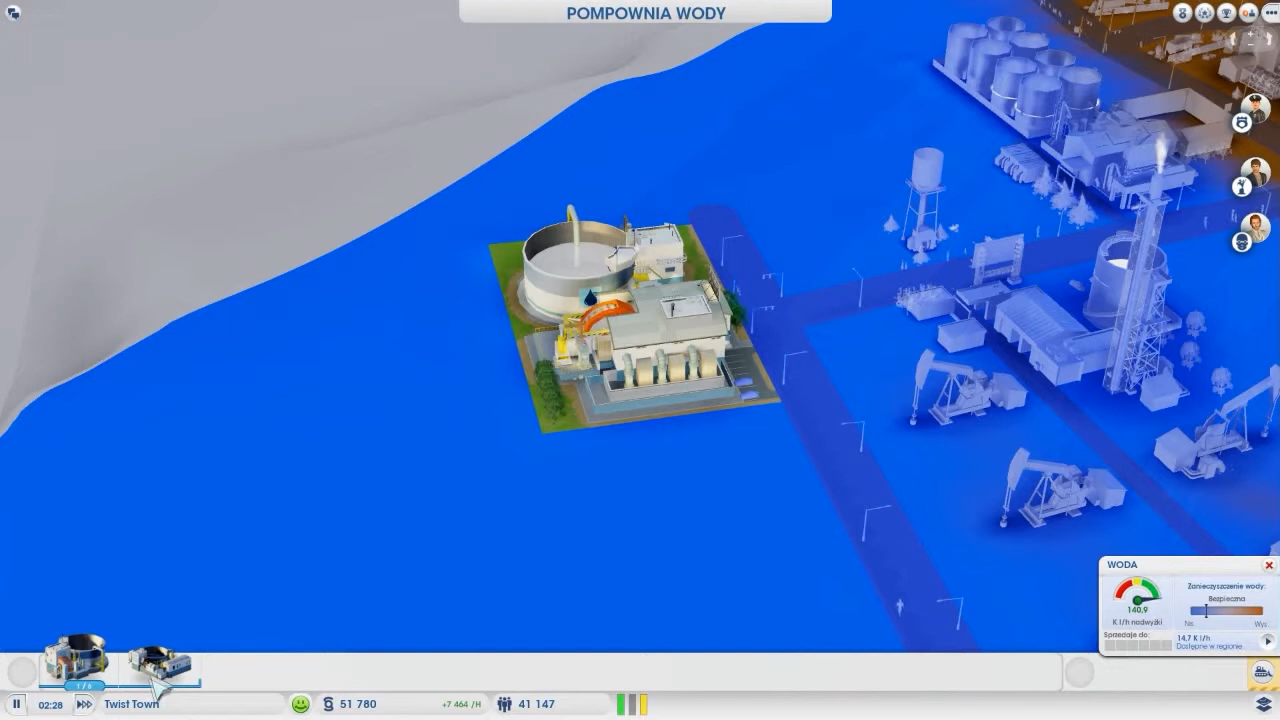 POMPOWNIA WODY
WODA
140.9
K l/h nadwyżki
Zanieczyszczenie wody:
Bezpieczna
Nis.
Wys.
Sprzedaje do:
14,7 K l/h
Dostępne w regionie
1 / 6
02:28
Twist Town
51 780
+7 464 /H
41 147